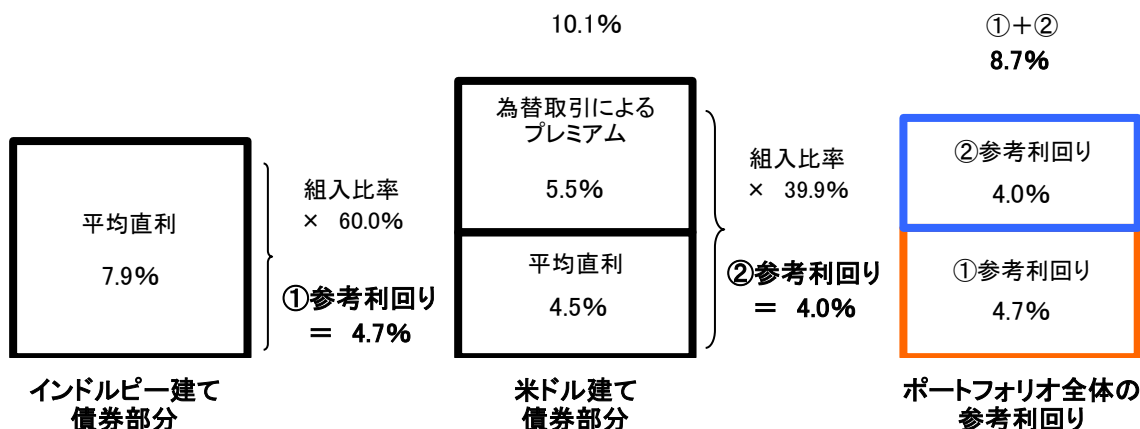 平均直利
7.9%
組入比率
× 60.0%
①参考利回り
＝ 4.7%
インドルピー建て
債券部分
10.1%
為替取引による
プレミアム
5.5%
平均直利
4.5%
組入比率
× 39.9%
②参考利回り
＝ 4.0%
米ドル建て
債券部分
①＋②
8.7%
②参考利回り
4.0%
①参考利回り
4.7%
ポートフォリオ全体の
参考利回り